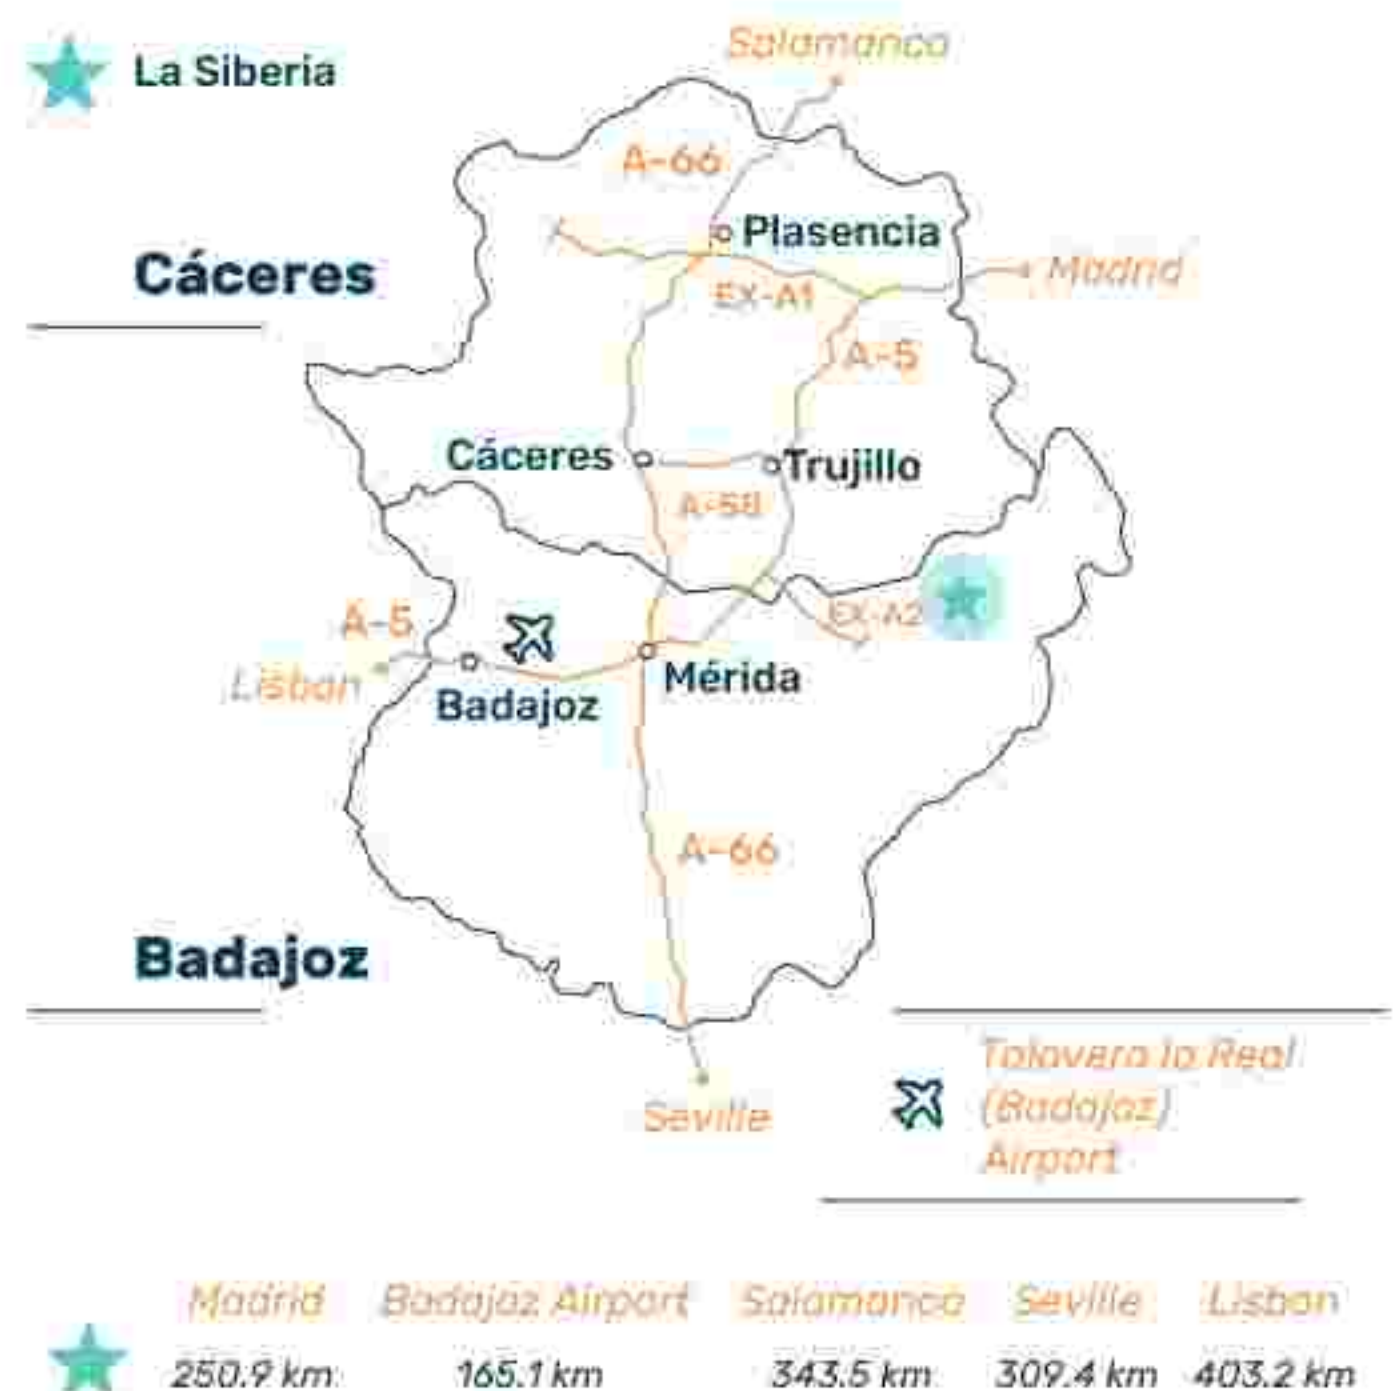 Salamanca
La Siberia
A-66
Plasencia
Cáceres
Madrid
EX-A1
A-5
Cáceres
Trujillo
A-58
A-5
EX-A2
Lisbon
Mérida
Badajoz
A-66
Badajoz
Talavera la Real
(Badajoz)
Airport
Seville
Madrid Badajoz Airport Salamanca Seville Lisbon
250.9 km 165.1 km 343.5 km 309.4 km 403.2 km